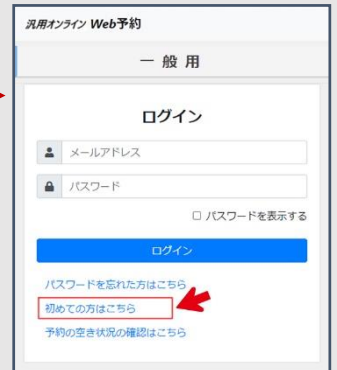 汎用オンライン Web予約
一 般 用
ログイン
メールアドレス
パスワード
パスワードを表示する
ログイン
パスワードを忘れた方はこちら
初めての方はこちら
予約の空き状況の確認はこちら